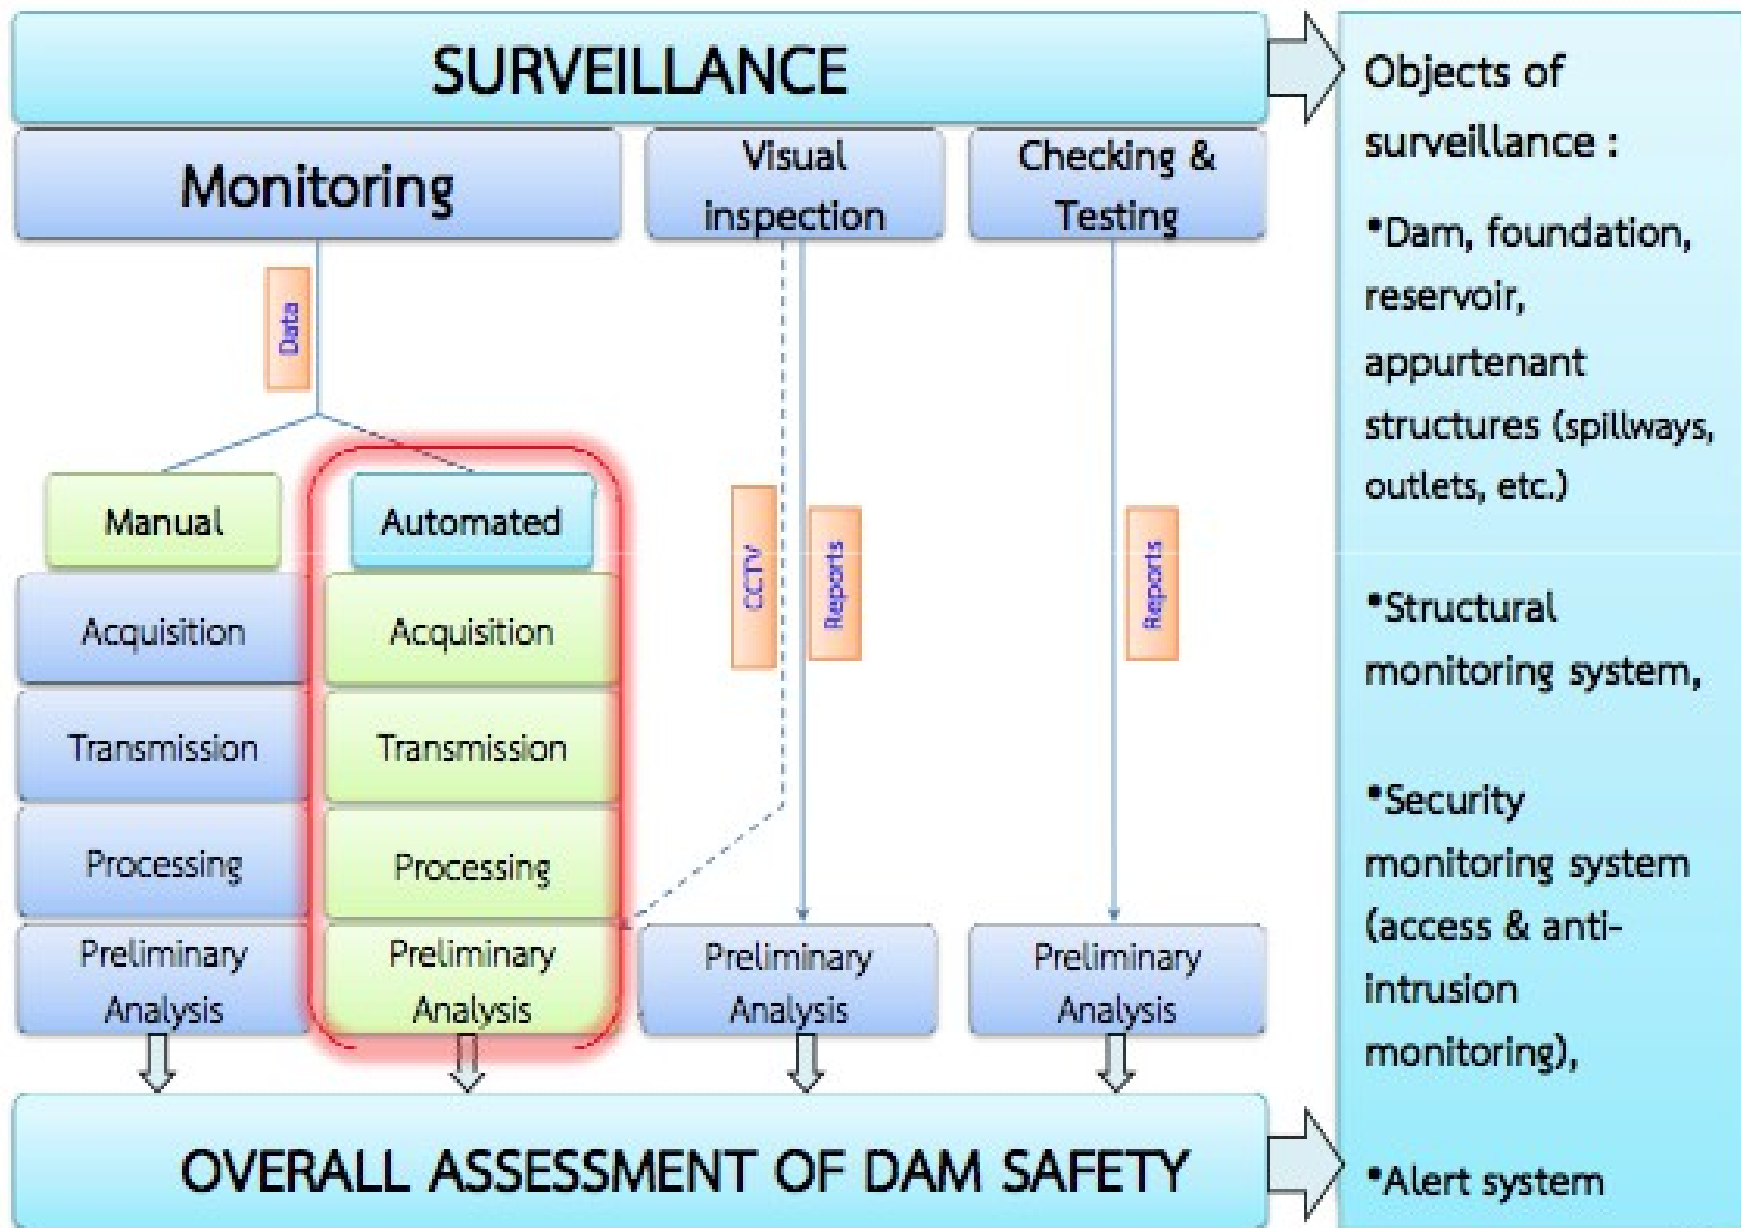 SURVEILLANCE
Monitoring
Visual
inspection
Checking &
Testing
Data
Manual
Automated
Acquisition
Acquisition
Transmission
Transmission
Processing
Processing
Preliminary
Analysis
Preliminary
Analysis
CCTV
Reports
Reports
Preliminary
Analysis
Preliminary
Analysis
OVERALL ASSESSMENT OF DAM SAFETY
Objects of
surveillance :
•Dam, foundation,
reservoir,
appurtenant
structures (spillways,
outlets, etc.)
•Structural
monitoring system,
•Security
monitoring system
(access & anti-
intrusion
monitoring),
•Alert system